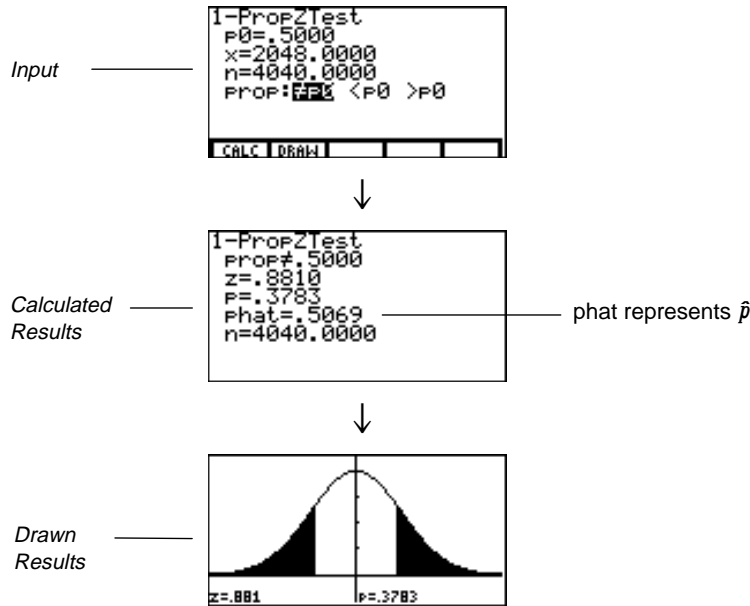 1-PropZTest
p0=.5000
x=2048.0000
n=4040.0000
prop:≠p0 <p0 >p0
CALC DRAW
Input
1-PropZTest
prop≠.5000
z=.8810
p=.3783
phat=.5069
n=4040.0000
Calculated
Results
phat represents p̂
Drawn
Results
z=.881 p=.3783